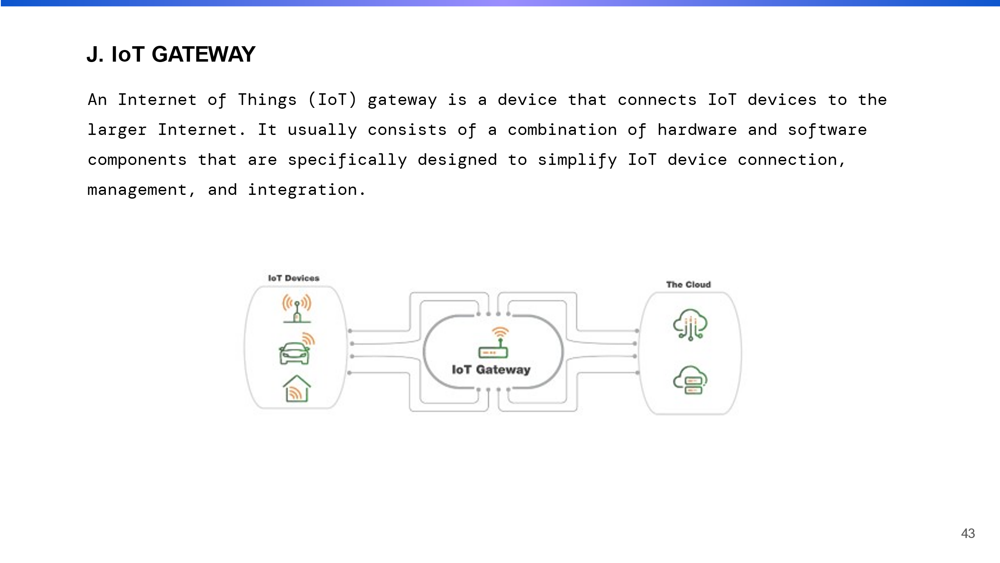 J. IoT GATEWAY
An Internet of Things (IoT) gateway is a device that connects IoT devices to the
larger Internet. It usually consists of a combination of hardware and software
components that are specifically designed to simplify IoT device connection,
management, and integration.
IoT Devices
The Cloud
IoT Gateway
43